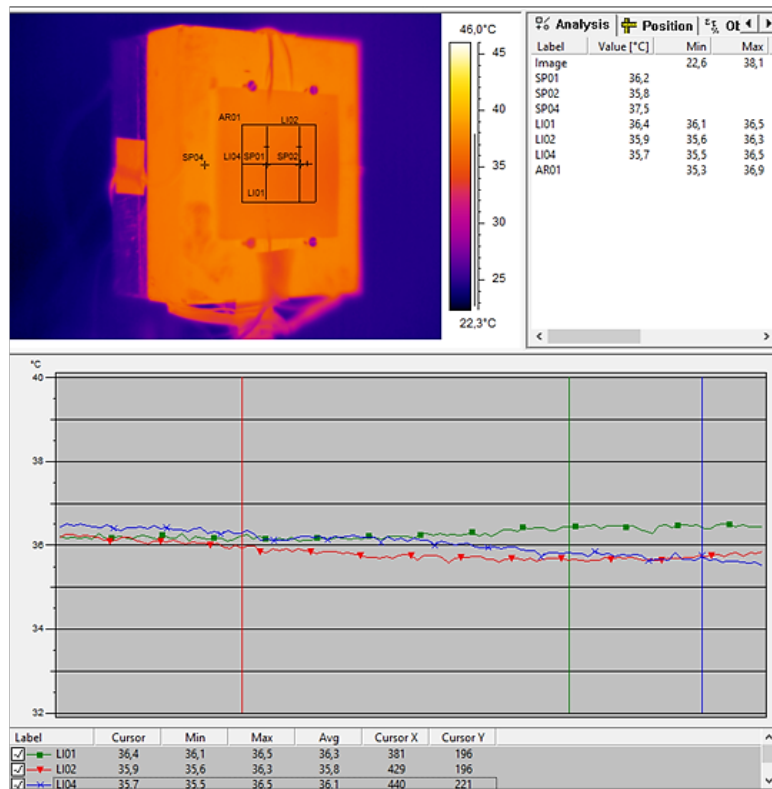 46,0°C
45
40
35
30
25
22,3°C
AR01
LI02
SP04
LI04
SP01
SP02
LI01
Analysis
Position
Label Value [°C] Min Max
Image 22,6 38,1
SP01 36,2
SP02 35,8
SP04 37,5
LI01 36,4 36,1 36,5
LI02 35,9 35,6 36,3
LI04 35,7 35,5 36,5
AR01 35,3 36,9
°C
40
38
36
34
32
Label Cursor Min Max Avg Cursor X Cursor Y
LI01 36,4 36,1 36,5 36,3 381 196
LI02 35,9 35,6 36,3 35,8 429 196
LI04 35,7 35,5 36,5 36,1 440 221